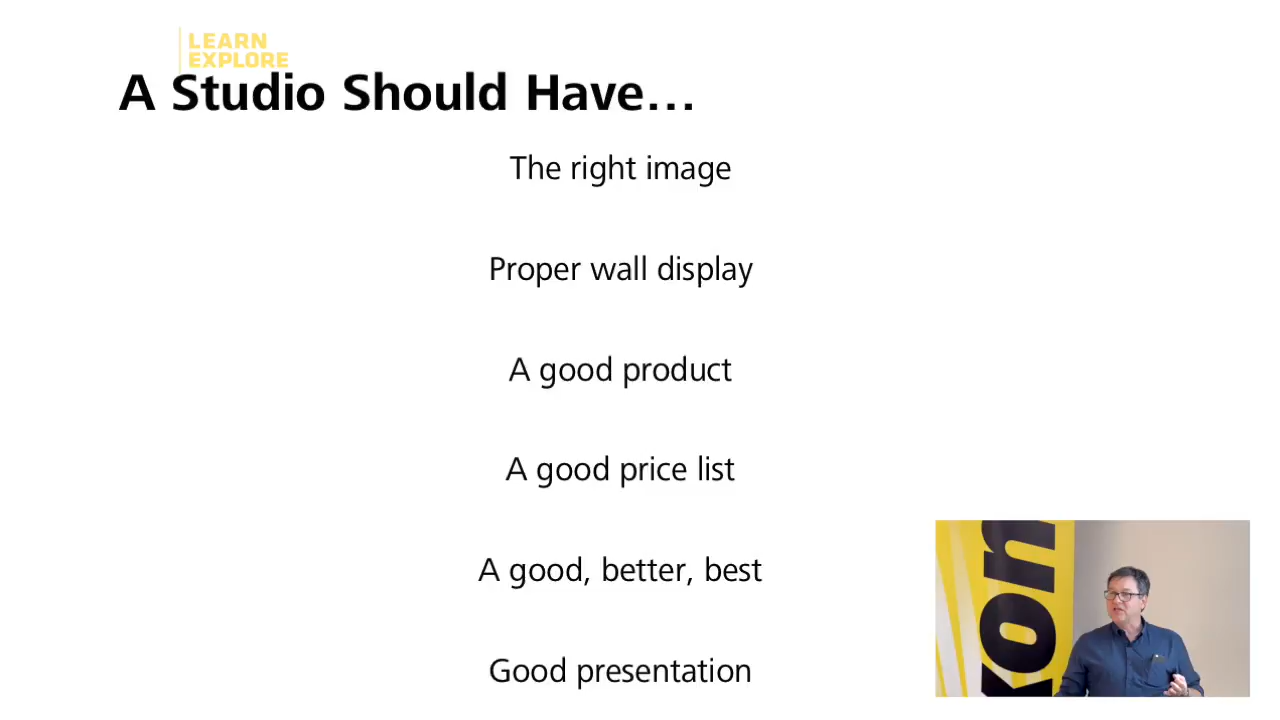 LEARN
EXPLORE
A Studio Should Have…
The right image
Proper wall display
A good product
A good price list
A good, better, best
Good presentation
kon